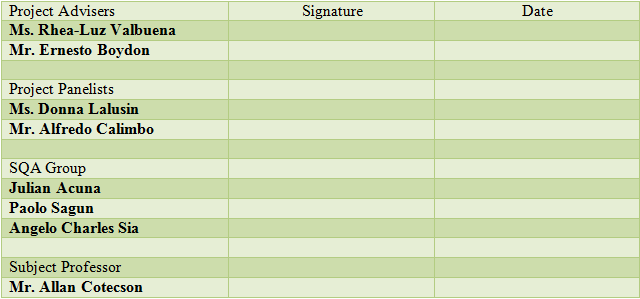 Project Advisers Signature Date
Ms. Rhea-Luz Valbuena
Mr. Ernesto Boydon
Project Panelists
Ms. Donna Lalusin
Mr. Alfredo Calimbo
SQA Group
Julian Acuna
Paolo Sagun
Angelo Charles Sia
Subject Professor
Mr. Allan Cotecson